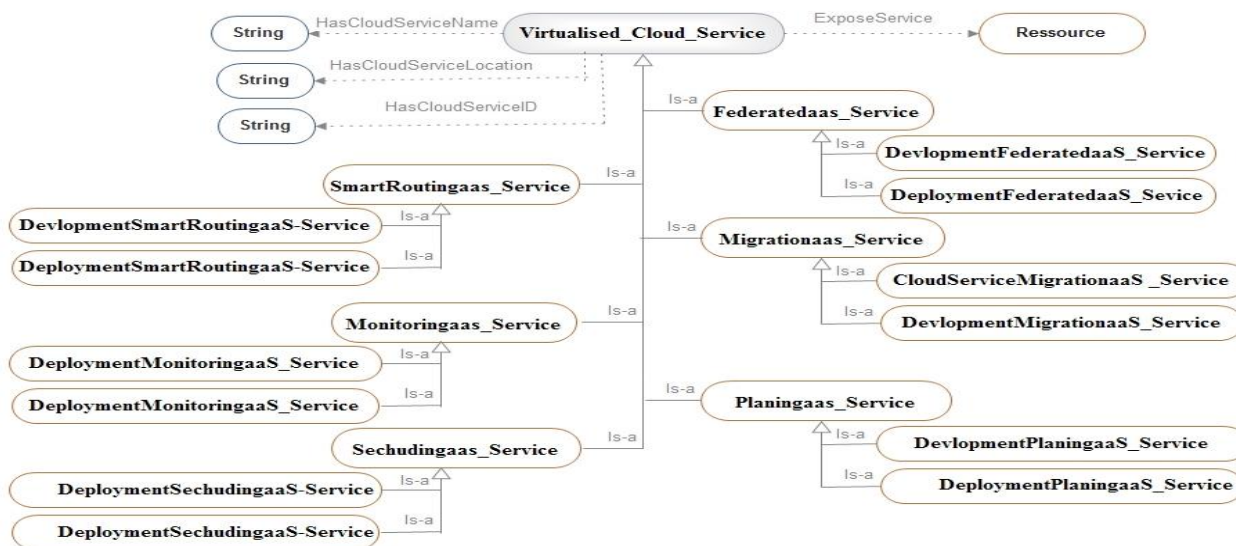 HasCloudServiceName
ExposeService
String
Virtualised_Cloud_Service
Ressource
HasCloudServiceLocation
String
HasCloudServiceID
String
Is-a
Federatedaas_Service
Is-a
DevlopmentFederatedaaS_Service
Is-a
DeploymentFederatedaaS_Sevice
Is-a
SmartRoutingaas_Service
Is-a
DevlopmentSmartRoutingaaS-Service
Is-a
DeploymentSmartRoutingaaS-Service
Is-a
Migrationaas_Service
Is-a
CloudServiceMigrationaaS _Service
Is-a
DevlopmentMigrationaaS_Service
Is-a
Monitoringaas_Service
Is-a
DeploymentMonitoringaaS_Service
Is-a
DeploymentMonitoringaaS_Service
Is-a
Planingaas_Service
Is-a
DevlopmentPlaningaaS_Service
Is-a
DeploymentPlaningaaS_Service
Is-a
Sechudingaas_Service
Is-a
DeploymentSechudingaaS-Service
Is-a
DeploymentSechudingaaS-Service